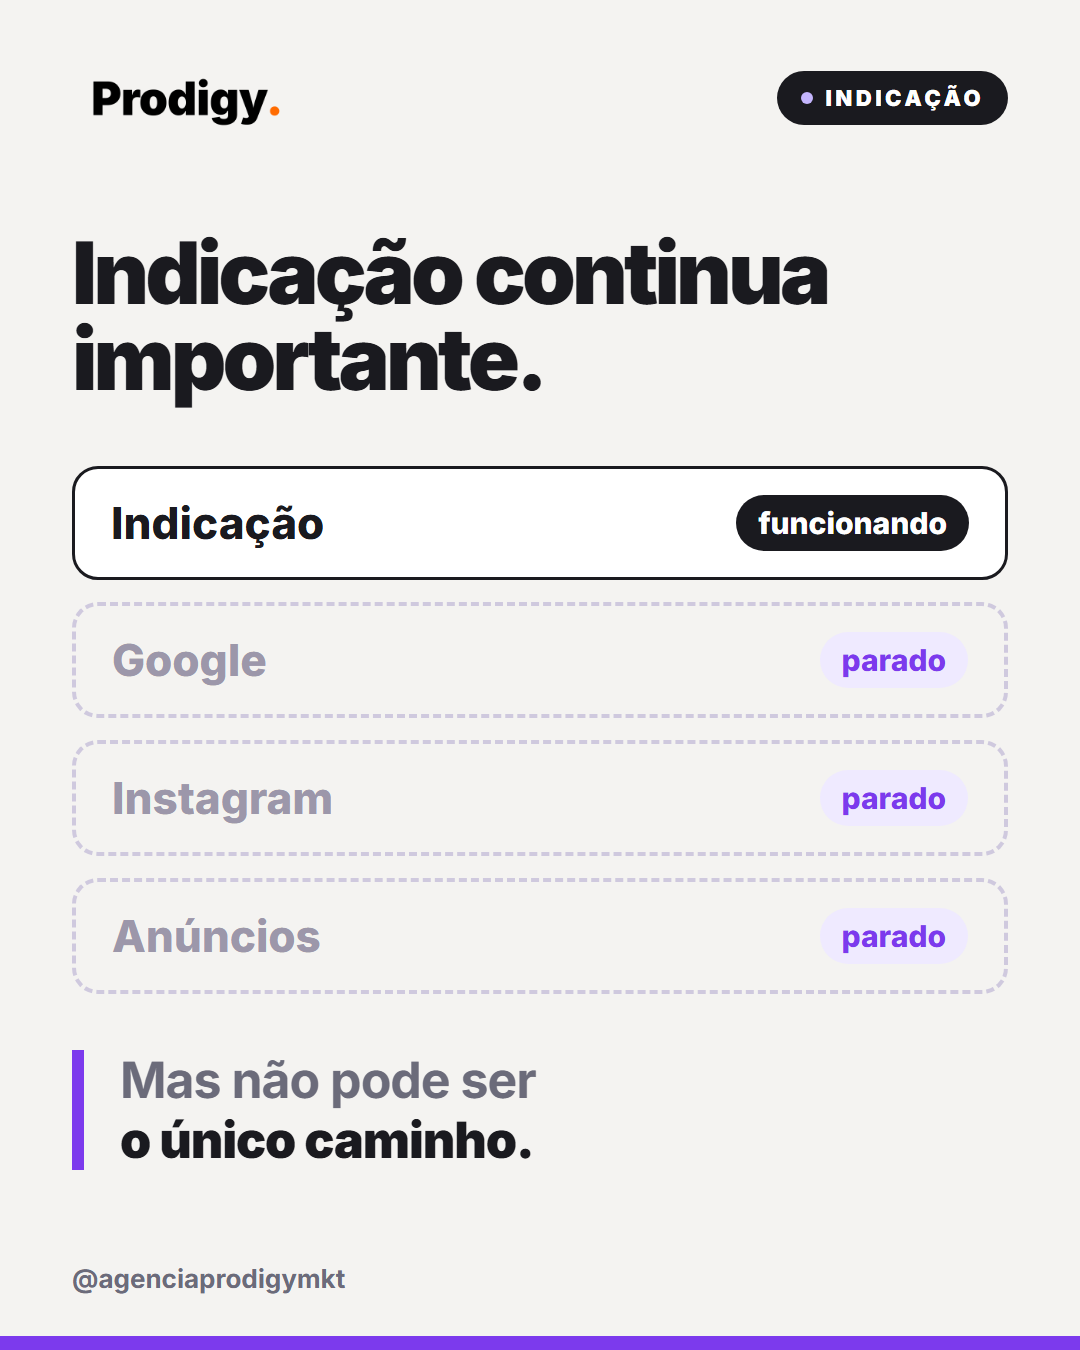 Prodigy.
INDICAÇÃO
Indicação continua
importante.
Indicação
funcionando
Google
parado
Instagram
parado
Anúncios
parado
Mas não pode ser
o único caminho.
@agenciaprodigymkt